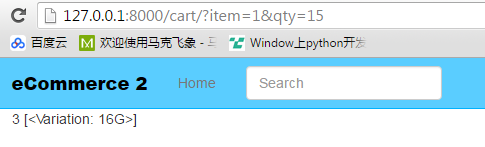 127.0.0.1:8000/cart/?item=1&qty=15
百度云 欢迎使用马克飞象 - 马 Window上python开发
eCommerce 2 Home Search
3 [<Variation: 16G>]